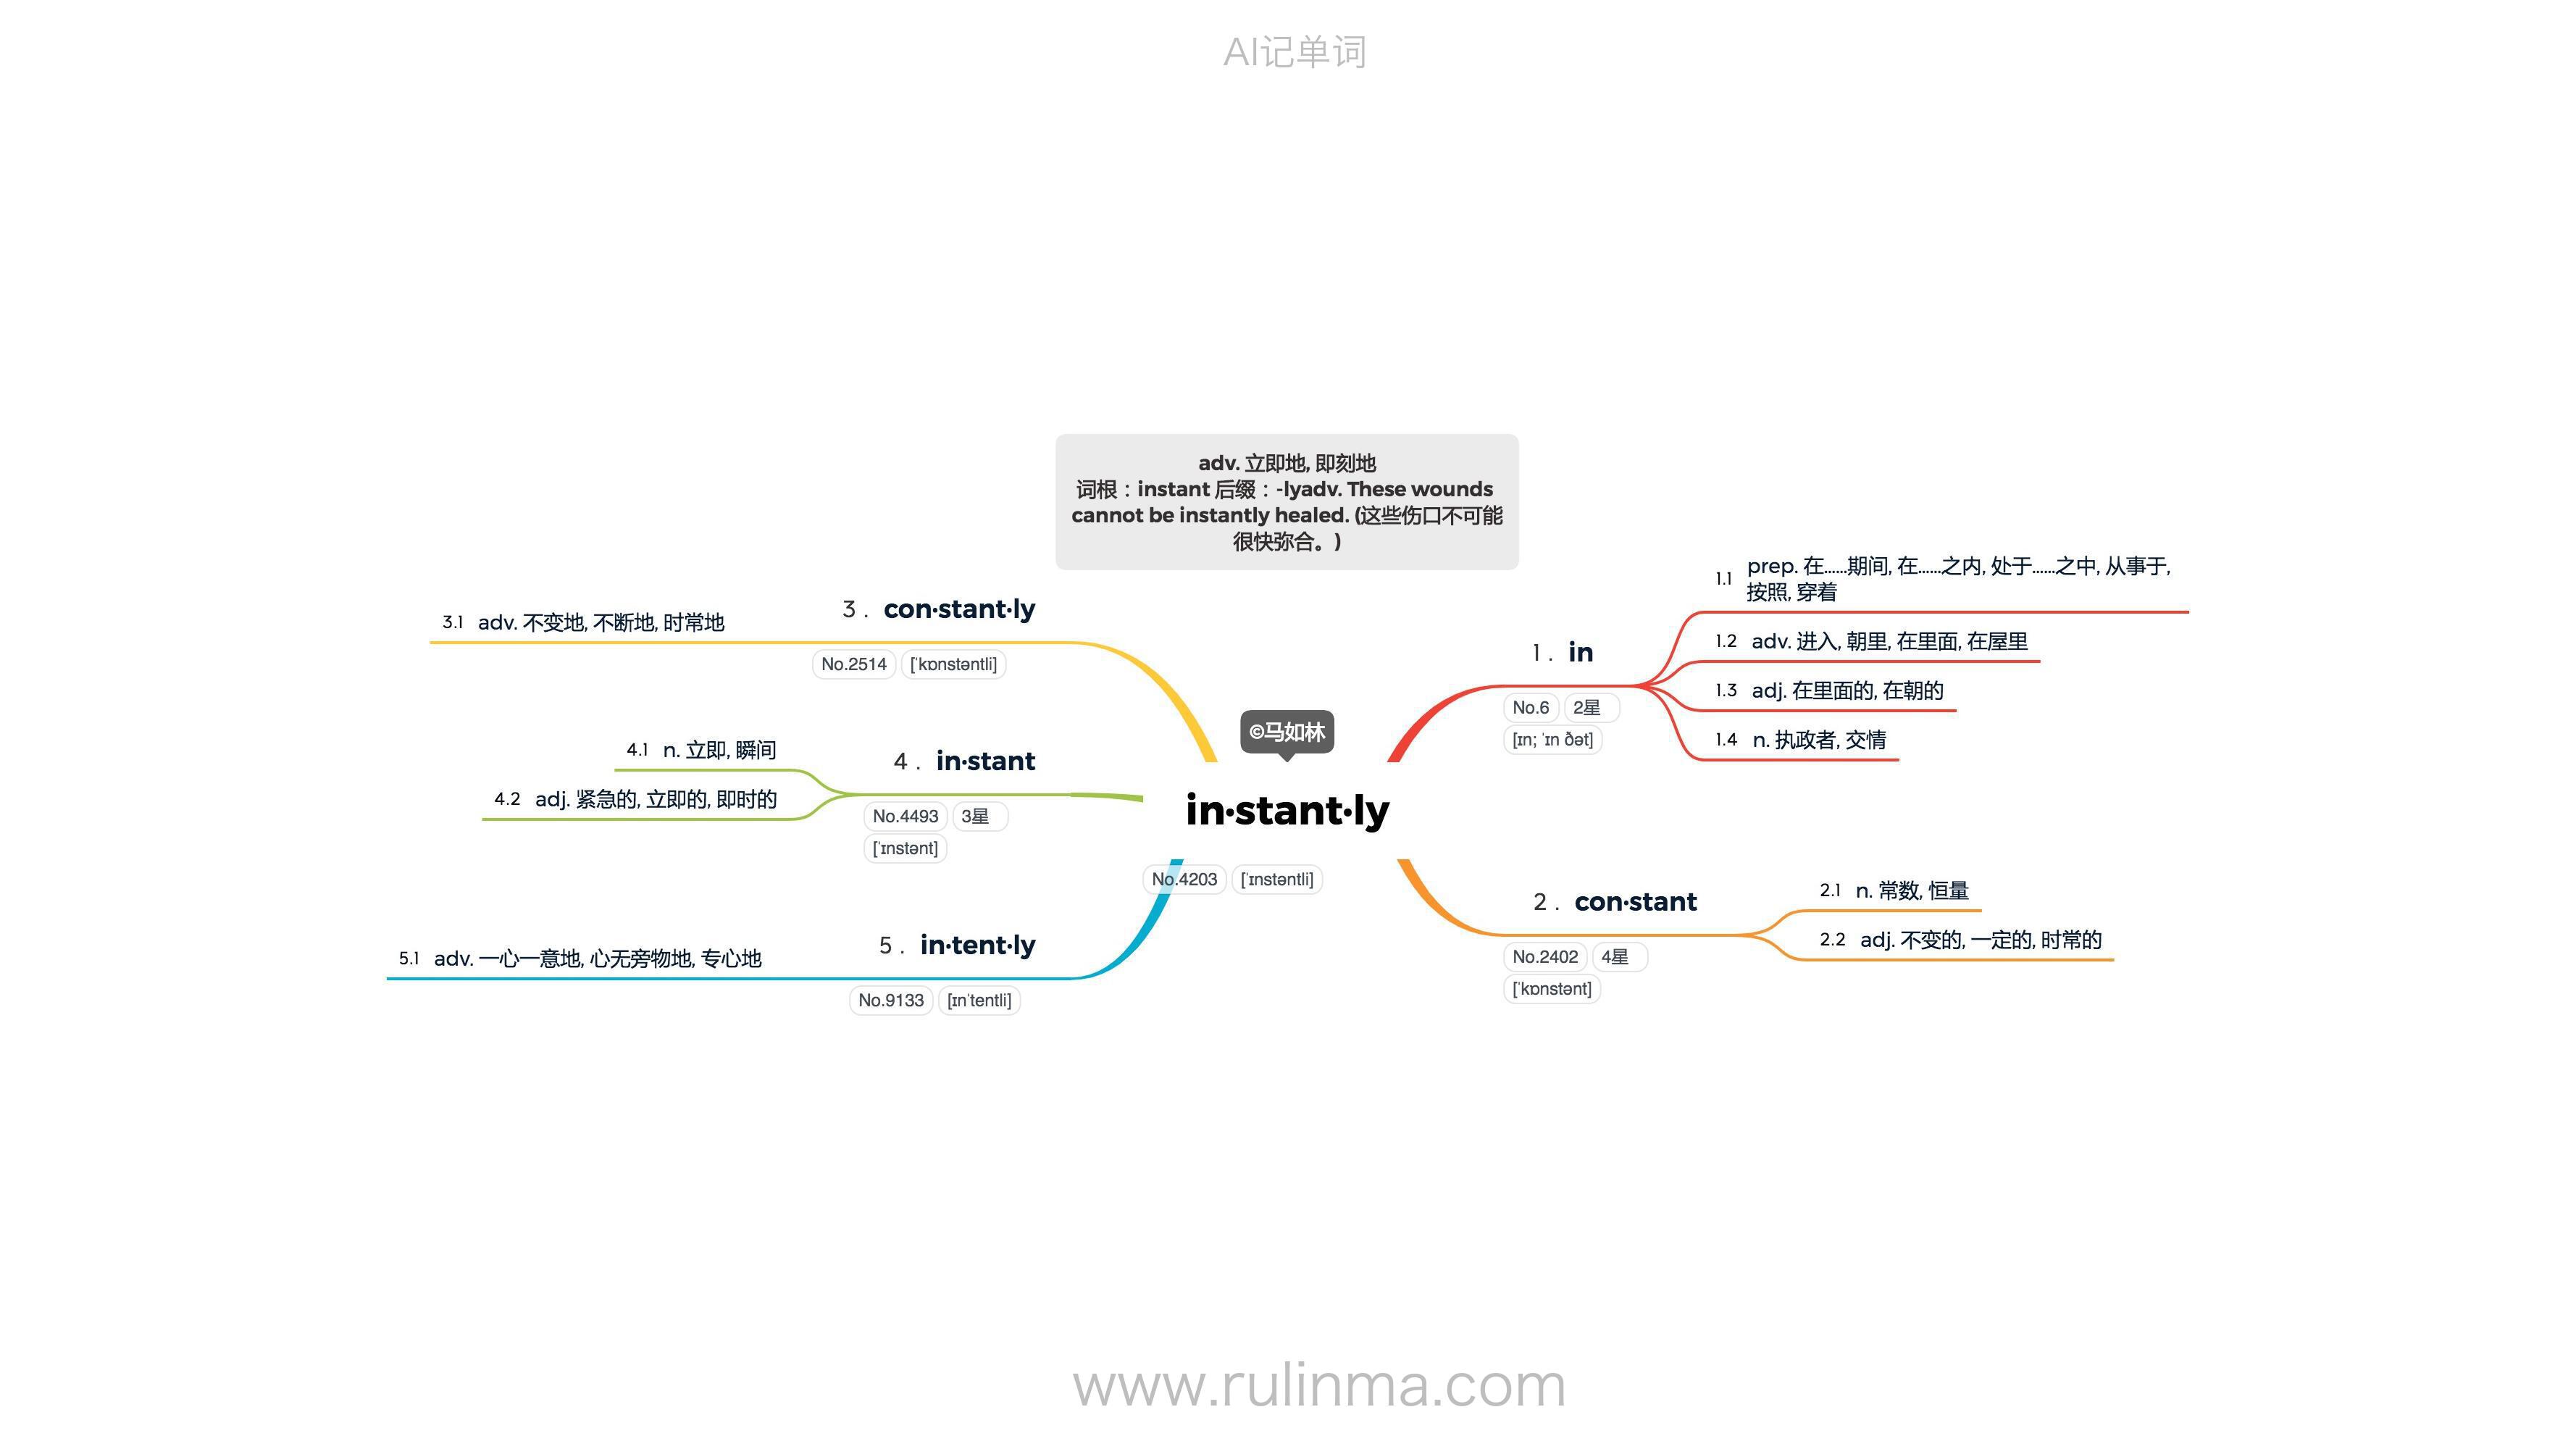 AI记单词
adv. 立即地, 即刻地
词根：instant 后缀：-lyadv. These wounds
cannot be instantly healed. (这些伤口不可能
很快弥合。)
©马如林
in·stant·ly
No.4203 [ˈɪnstəntli]
1. in
No.6 2星
[ɪn; ˈɪn ðət]
1.1 prep. 在……期间, 在……之内, 处于……之中, 从事于,
按照, 穿着
1.2 adv. 进入, 朝里, 在里面, 在屋里
1.3 adj. 在里面的, 在朝的
1.4 n. 执政者, 交情
2. con·stant
No.2402 4星
[ˈkɒnstənt]
2.1 n. 常数, 恒量
2.2 adj. 不变的, 一定的, 时常的
3. con·stant·ly
No.2514 [ˈkɒnstəntli]
3.1 adv. 不变地, 不断地, 时常地
4. in·stant
No.4493 3星
[ˈɪnstənt]
4.1 n. 立即, 瞬间
4.2 adj. 紧急的, 立即的, 即时的
5. in·tent·ly
No.9133 [ɪnˈtentli]
5.1 adv. 一心一意地, 心无旁物地, 专心地
www.rulinma.com